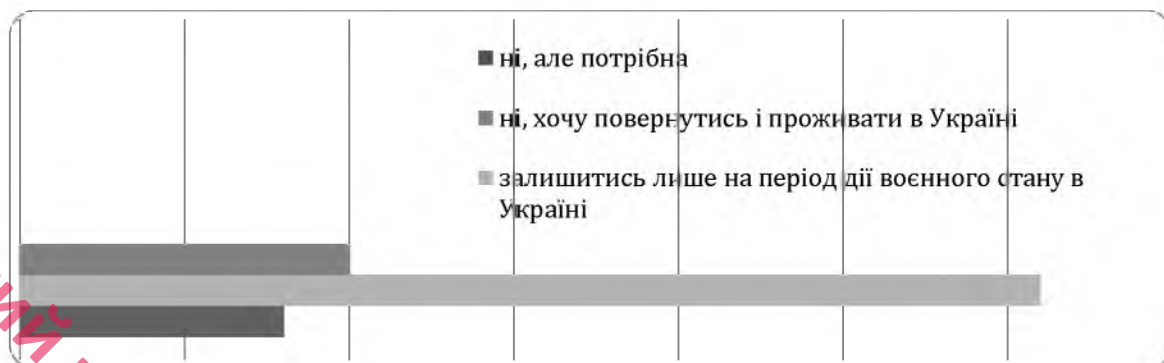 ні, але потрібна
ні, хочу повернутись і проживати в Україні
залишитись лише на період дії воєнного стану в
Україні